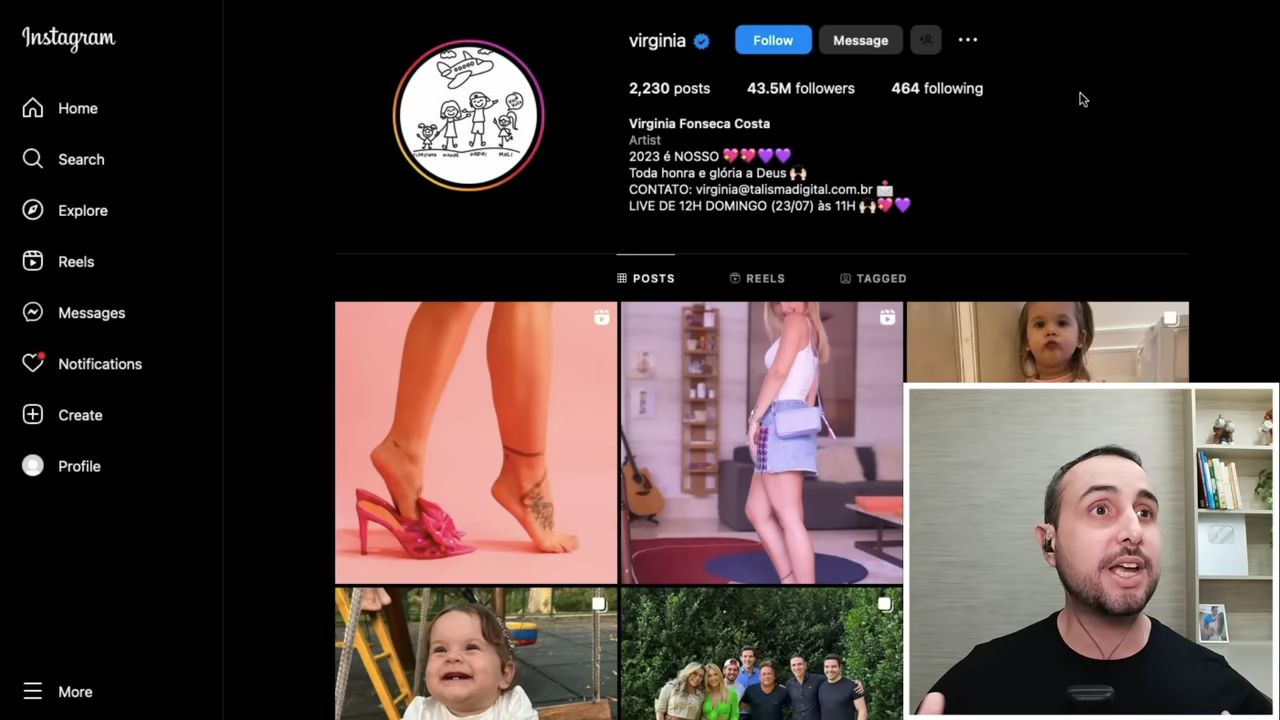 Instagram
Home
Search
Explore
Reels
Messages
Notifications
Create
Profile
More
virginia
Follow
Message
2,230 posts
43.5M followers
464 following
Virginia Fonseca Costa
Artist
2023 é NOSSO 💖💖💜💜
Toda honra e glória a Deus 🙌🏻
CONTATO: virginia@talismadigital.com.br 📩
LIVE DE 12H DOMINGO (23/07) às 11H 🙌🏻💖💜
POSTS
REELS
TAGGED